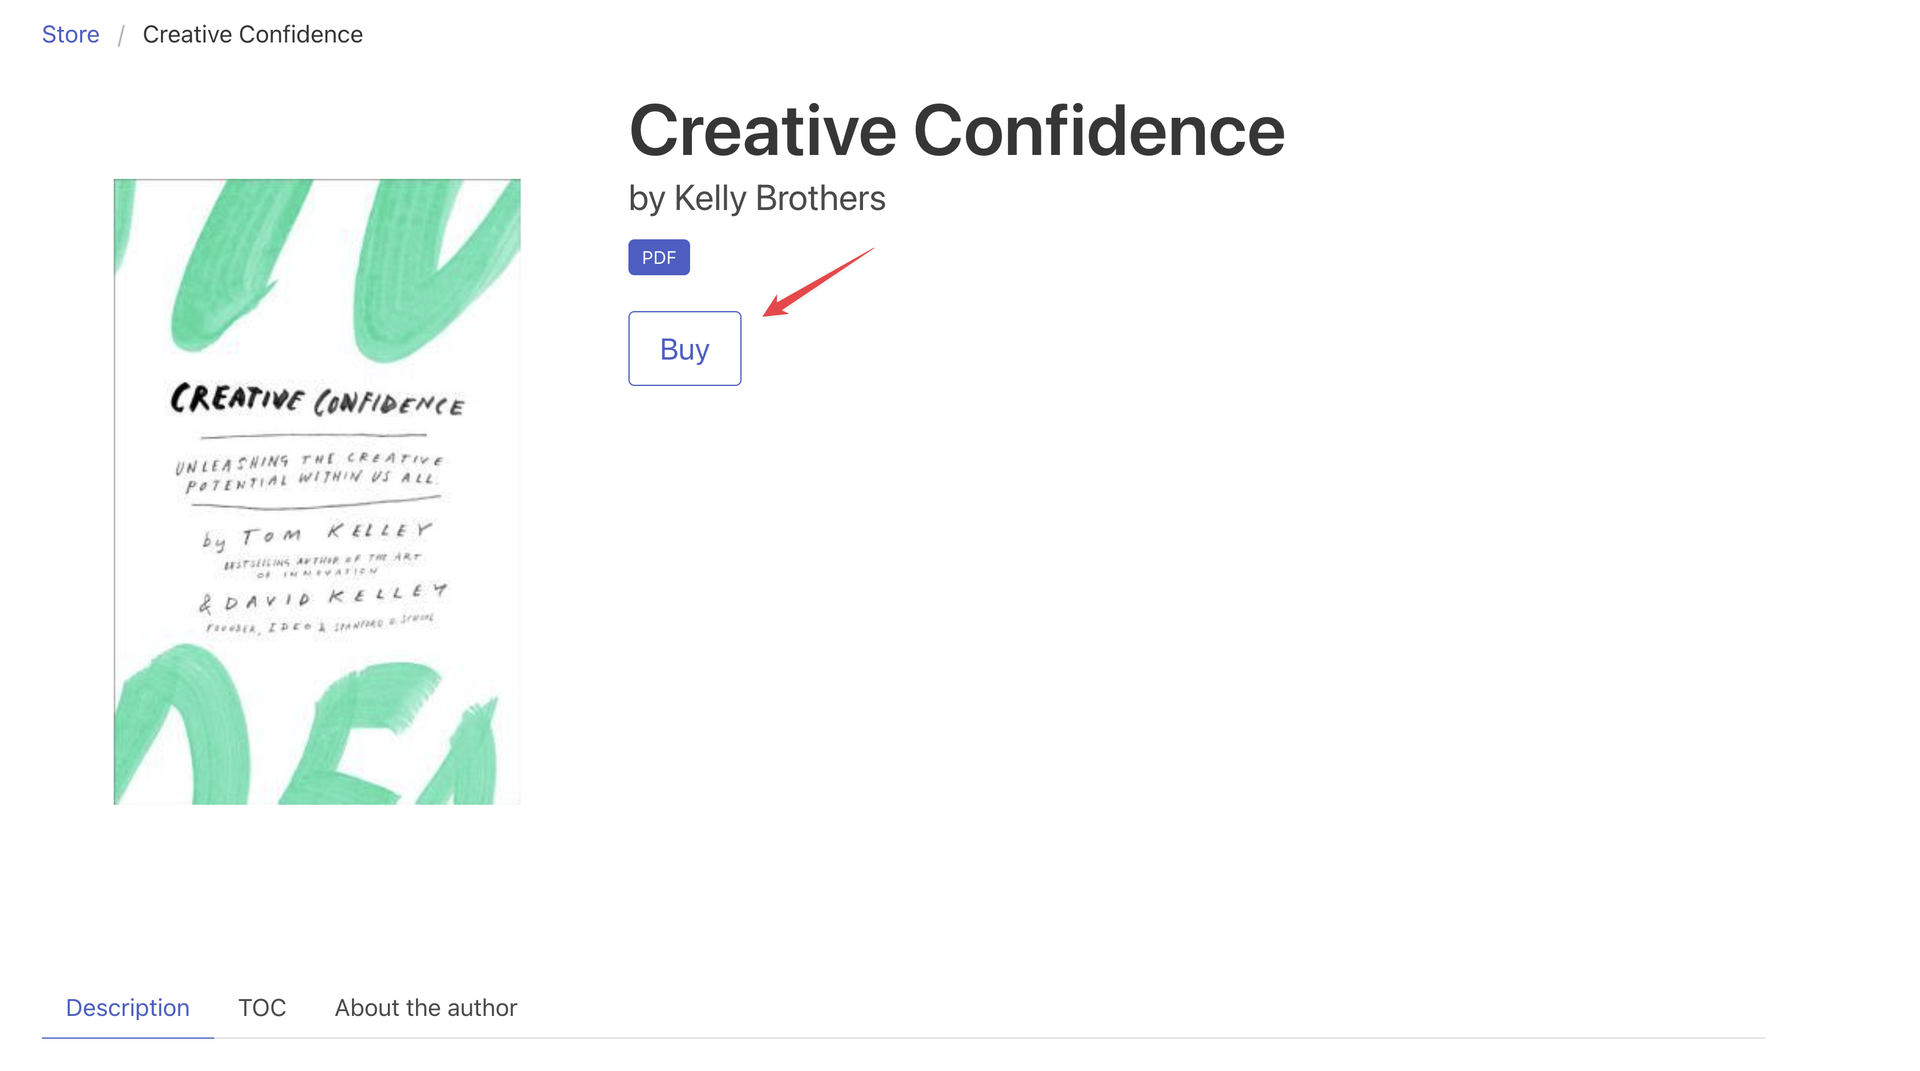 Store / Creative Confidence
Creative Confidence
by Kelly Brothers
PDF
Buy
CREATIVE CONFIDENCE
UNLEASHING THE CREATIVE
POTENTIAL WITHIN US ALL
by TOM KELLEY
BESTSELLING AUTHOR OF THE ART
OF INNOVATION
& DAVID KELLEY
FOUNDER, IDEO & STANFORD D. SCHOOL
Description
TOC
About the author